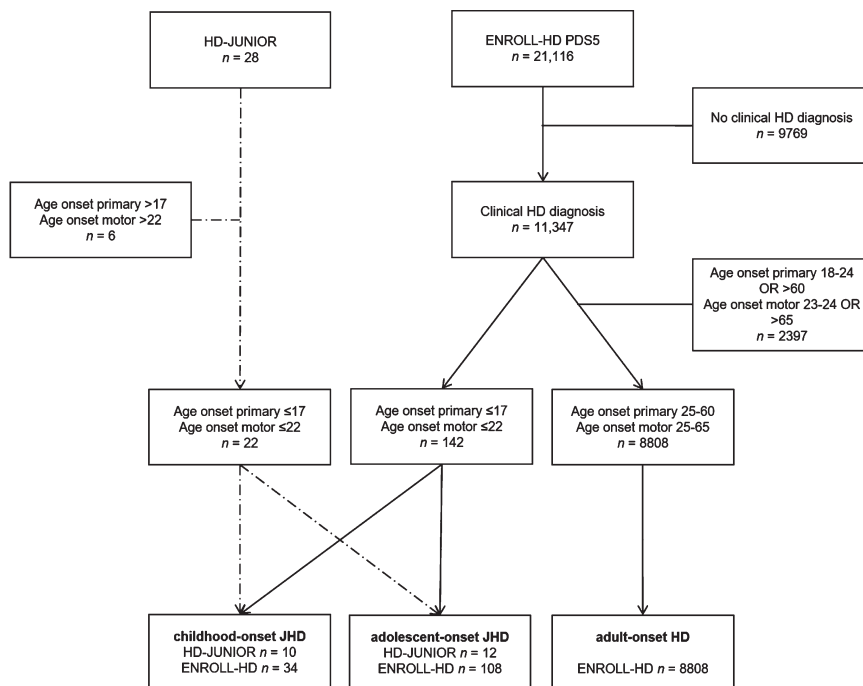 HD-JUNIOR
n = 28
ENROLL-HD PDS5
n = 21,116
No clinical HD diagnosis
n = 9769
Age onset primary >17
Age onset motor >22
n = 6
Clinical HD diagnosis
n = 11,347
Age onset primary 18-24
OR >60
Age onset motor 23-24 OR
>65
n = 2397
Age onset primary ≤17
Age onset motor ≤22
n = 22
Age onset primary ≤17
Age onset motor ≤22
n = 142
Age onset primary 25-60
Age onset motor 25-65
n = 8808
childhood-onset JHD
HD-JUNIOR n = 10
ENROLL-HD n = 34
adolescent-onset JHD
HD-JUNIOR n = 12
ENROLL-HD n = 108
adult-onset HD
ENROLL-HD n = 8808